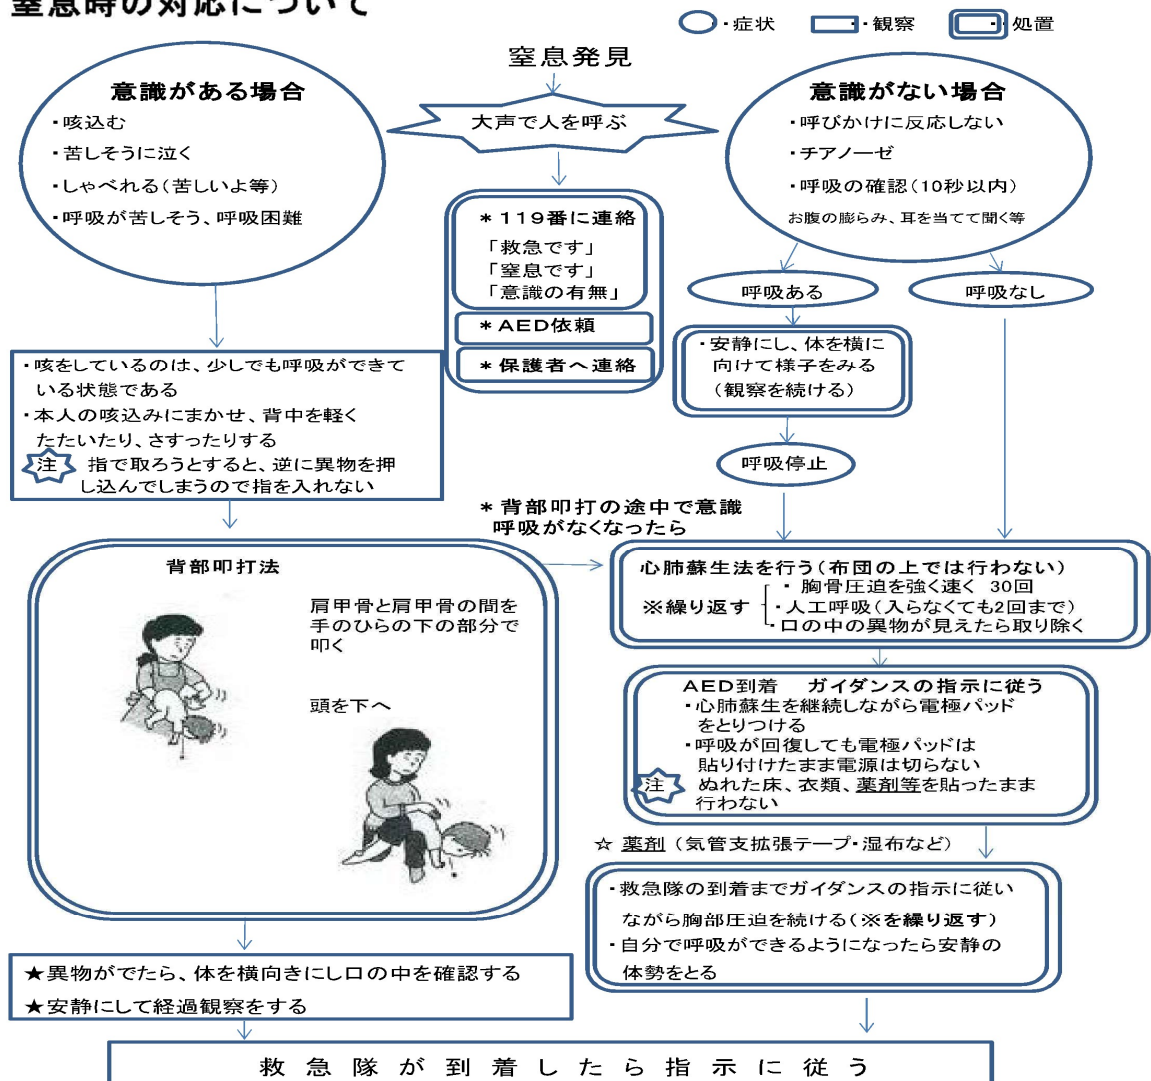 窒息時の対応について
・症状
・観察
・処置
窒息発見
大声で人を呼ぶ
意識がある場合
・咳込む
・苦しそうに泣く
・しゃべれる(苦しいよ等)
・呼吸が苦しそう、呼吸困難
意識がない場合
・呼びかけに反応しない
・チアノーゼ
・呼吸の確認(10秒以内)
お腹の膨らみ、耳を当てて聞く等
*119番に連絡
「救急です」
「窒息です」
「意識の有無」
*AED依頼
*保護者へ連絡
呼吸ある
呼吸なし
・安静にし、体を横に
向けて様子をみる
(観察を続ける)
呼吸停止
・咳をしているのは、少しでも呼吸ができて
いる状態である
・本人の咳込みにまかせ、背中を軽く
たたいたり、さすったりする
注 指で取ろうとすると、逆に異物を押
し込んでしまうので指を入れない
*背部叩打の途中で意識
呼吸がなくなったら
背部叩打法
肩甲骨と肩甲骨の間を
手のひらの下の部分で
叩く
頭を下へ
心肺蘇生法を行う(布団の上では行わない)
・胸骨圧迫を強く速く 30回
※繰り返す ・人工呼吸(入らなくても2回まで)
・口の中の異物が見えたら取り除く
AED到着 ガイダンスの指示に従う
・心肺蘇生を継続しながら電極パッド
をとりつける
・呼吸が回復しても電極パッドは
貼り付けたまま電源は切らない
注 ぬれた床、衣類、薬剤等を貼ったまま
行わない
☆ 薬剤(気管支拡張テープ・湿布など)
・救急隊の到着までガイダンスの指示に従い
ながら胸部圧迫を続ける(※を繰り返す)
・自分で呼吸ができるようになったら安静の
体勢をとる
★異物がでたら、体を横向きにし口の中を確認する
★安静にして経過観察をする
救急隊が到着したら指示に従う